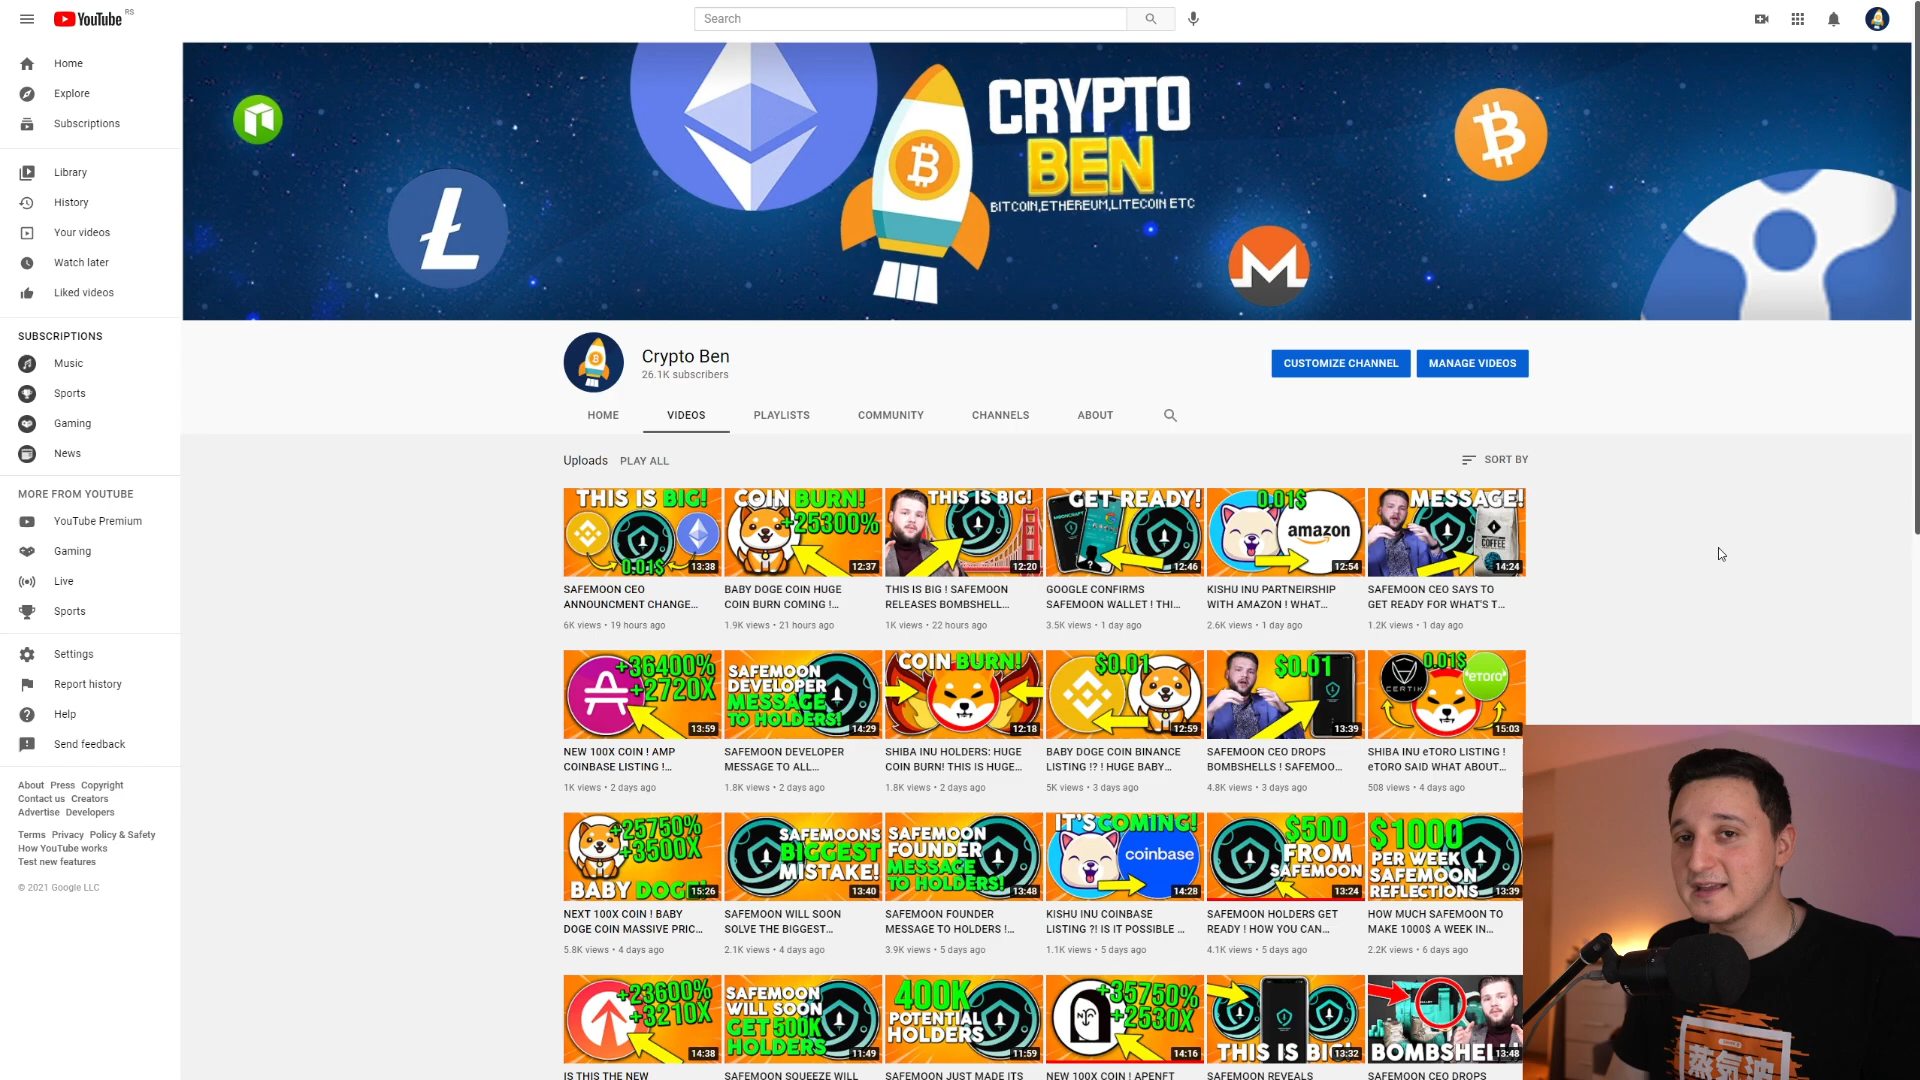 YouTube RS
Search
Home
Explore
Subscriptions
Library
History
Your videos
Watch later
Liked videos
SUBSCRIPTIONS
Music
Sports
Gaming
News
MORE FROM YOUTUBE
YouTube Premium
Gaming
Live
Sports
Settings
Report history
Help
Send feedback
About Press Copyright
Contact us Creators
Advertise Developers
Terms Privacy Policy & Safety
How YouTube works
Test new features
© 2021 Google LLC
CRYPTO
BEN
BITCOIN,ETHEREUM,LITECOIN ETC
Crypto Ben
26.1K subscribers
CUSTOMIZE CHANNEL
MANAGE VIDEOS
HOME
VIDEOS
PLAYLISTS
COMMUNITY
CHANNELS
ABOUT
Uploads PLAY ALL
SORT BY
THIS IS BIG!
0.01$
13:38
SAFEMOON CEO
ANNOUNCMENT CHANGE...
6K views • 19 hours ago
COIN BURN!
+25300%
12:37
BABY DOGE COIN HUGE
COIN BURN COMING !...
1.9K views • 21 hours ago
THIS IS BIG!
12:20
THIS IS BIG ! SAFEMOON
RELEASES BOMBSHELL...
1K views • 22 hours ago
GET READY!
12:46
GOOGLE CONFIRMS
SAFEMOON WALLET ! THI...
3.5K views • 1 day ago
0.01$
amazon
12:54
KISHU INU PARTNEIRSHIP
WITH AMAZON ! WHAT...
2.6K views • 1 day ago
MESSAGE!
COFFEE
14:24
SAFEMOON CEO SAYS TO
GET READY FOR WHAT'S T...
1.2K views • 1 day ago
+36400%
+2720X
13:59
NEW 100X COIN ! AMP
COINBASE LISTING !...
1K views • 2 days ago
SAFEMOON
DEVELOPER
MESSAGE
TO HOLDERS!
14:29
SAFEMOON DEVELOPER
MESSAGE TO ALL...
1.8K views • 2 days ago
COIN BURN!
12:18
SHIBA INU HOLDERS: HUGE
COIN BURN! THIS IS HUGE...
1.8K views • 2 days ago
$0.01
12:59
BABY DOGE COIN BINANCE
LISTING !? ! HUGE BABY...
5K views • 3 days ago
$0.01
13:39
SAFEMOON CEO DROPS
BOMBSHELLS ! SAFEMOO...
4.8K views • 3 days ago
0.01$
CERTIK
eToro
15:03
SHIBA INU eTORO LISTING !
eTORO SAID WHAT ABOUT...
508 views • 4 days ago
+25750%
+3500X
BABY DOGE
15:26
NEXT 100X COIN ! BABY
DOGE COIN MASSIVE PRIC...
5.8K views • 4 days ago
SAFEMOONS
BIGGEST
MISTAKE!
13:40
SAFEMOON WILL SOON
SOLVE THE BIGGEST...
2.1K views • 4 days ago
SAFEMOON
FOUNDER
MESSAGE
TO HOLDERS!
13:48
SAFEMOON FOUNDER
MESSAGE TO HOLDERS !...
3.9K views • 5 days ago
IT'S COMING!
coinbase
14:28
KISHU INU COINBASE
LISTING ?! IS IT POSSIBLE ...
1.1K views • 5 days ago
$500
FROM
SAFEMOON
13:24
SAFEMOON HOLDERS GET
READY ! HOW YOU CAN...
4.1K views • 5 days ago
$1000
PER WEEK
SAFEMOON
REFLECTIONS
13:39
HOW MUCH SAFEMOON TO
MAKE 1000$ A WEEK IN...
2.2K views • 6 days ago
+23600%
+3210X
14:38
IS THIS THE NEW
SAFEMOON
WILL SOON
GET 500K
HOLDERS
11:49
SAFEMOON SQUEEZE WILL
400K
POTENTIAL
HOLDERS
11:59
SAFEMOON JUST MADE ITS
+35750%
+2530X
14:16
NEW 100X COIN ! APENFT
THIS IS BIG!
13:32
SAFEMOON REVEALS
BOMBSHELL
13:48
SAFEMOON CEO DROPS
蒸気波